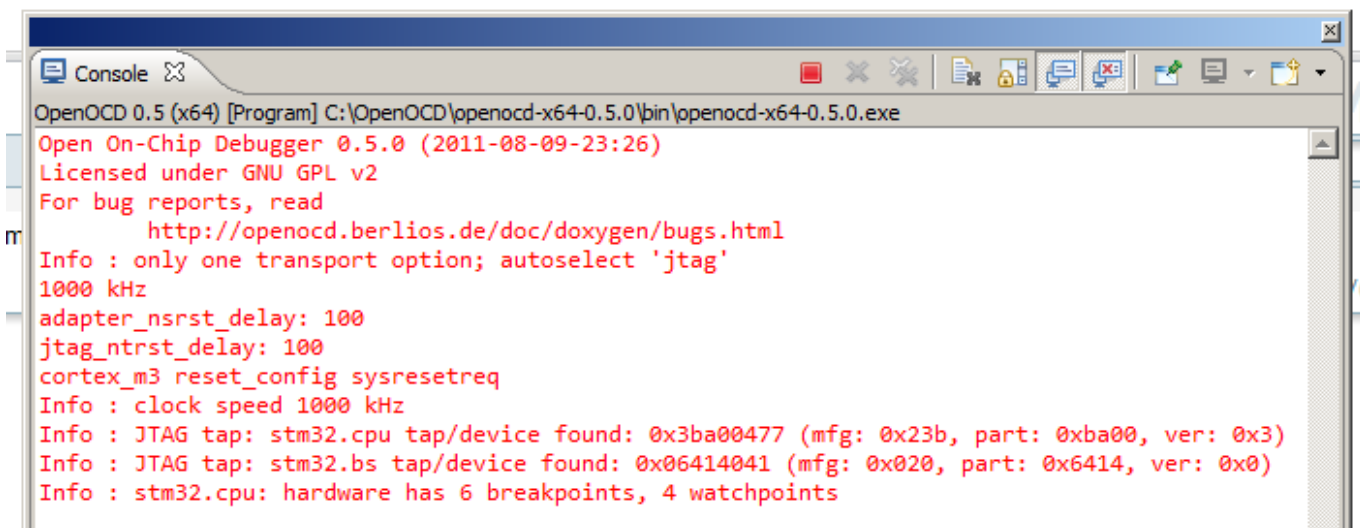 Console
OpenOCD 0.5 (x64) [Program] C:\OpenOCD\openocd-x64-0.5.0\bin\openocd-x64-0.5.0.exe
Open On-Chip Debugger 0.5.0 (2011-08-09-23:26)
Licensed under GNU GPL v2
For bug reports, read
        http://openocd.berlios.de/doc/doxygen/bugs.html
Info : only one transport option; autoselect 'jtag'
1000 kHz
adapter_nsrst_delay: 100
jtag_ntrst_delay: 100
cortex_m3 reset_config sysresetreq
Info : clock speed 1000 kHz
Info : JTAG tap: stm32.cpu tap/device found: 0x3ba00477 (mfg: 0x23b, part: 0xba00, ver: 0x3)
Info : JTAG tap: stm32.bs tap/device found: 0x06414041 (mfg: 0x020, part: 0x6414, ver: 0x0)
Info : stm32.cpu: hardware has 6 breakpoints, 4 watchpoints